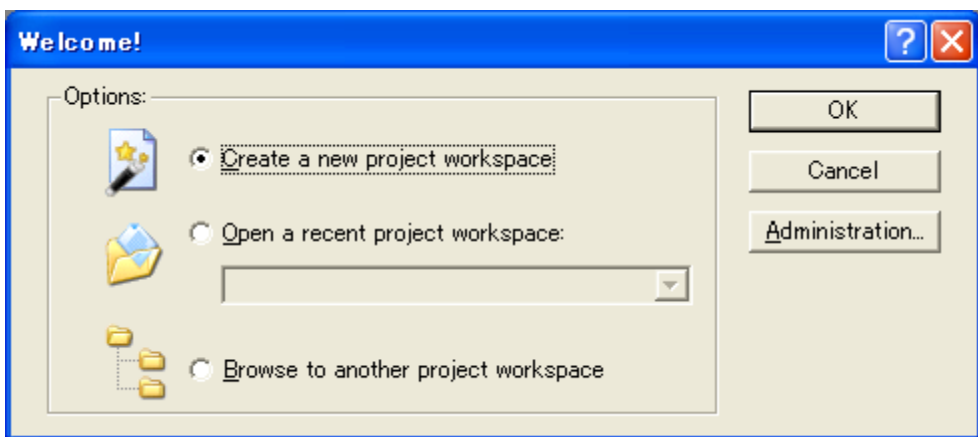 Welcome!
Options:
Create a new project workspace
Open a recent project workspace:
Browse to another project workspace
OK
Cancel
Administration...